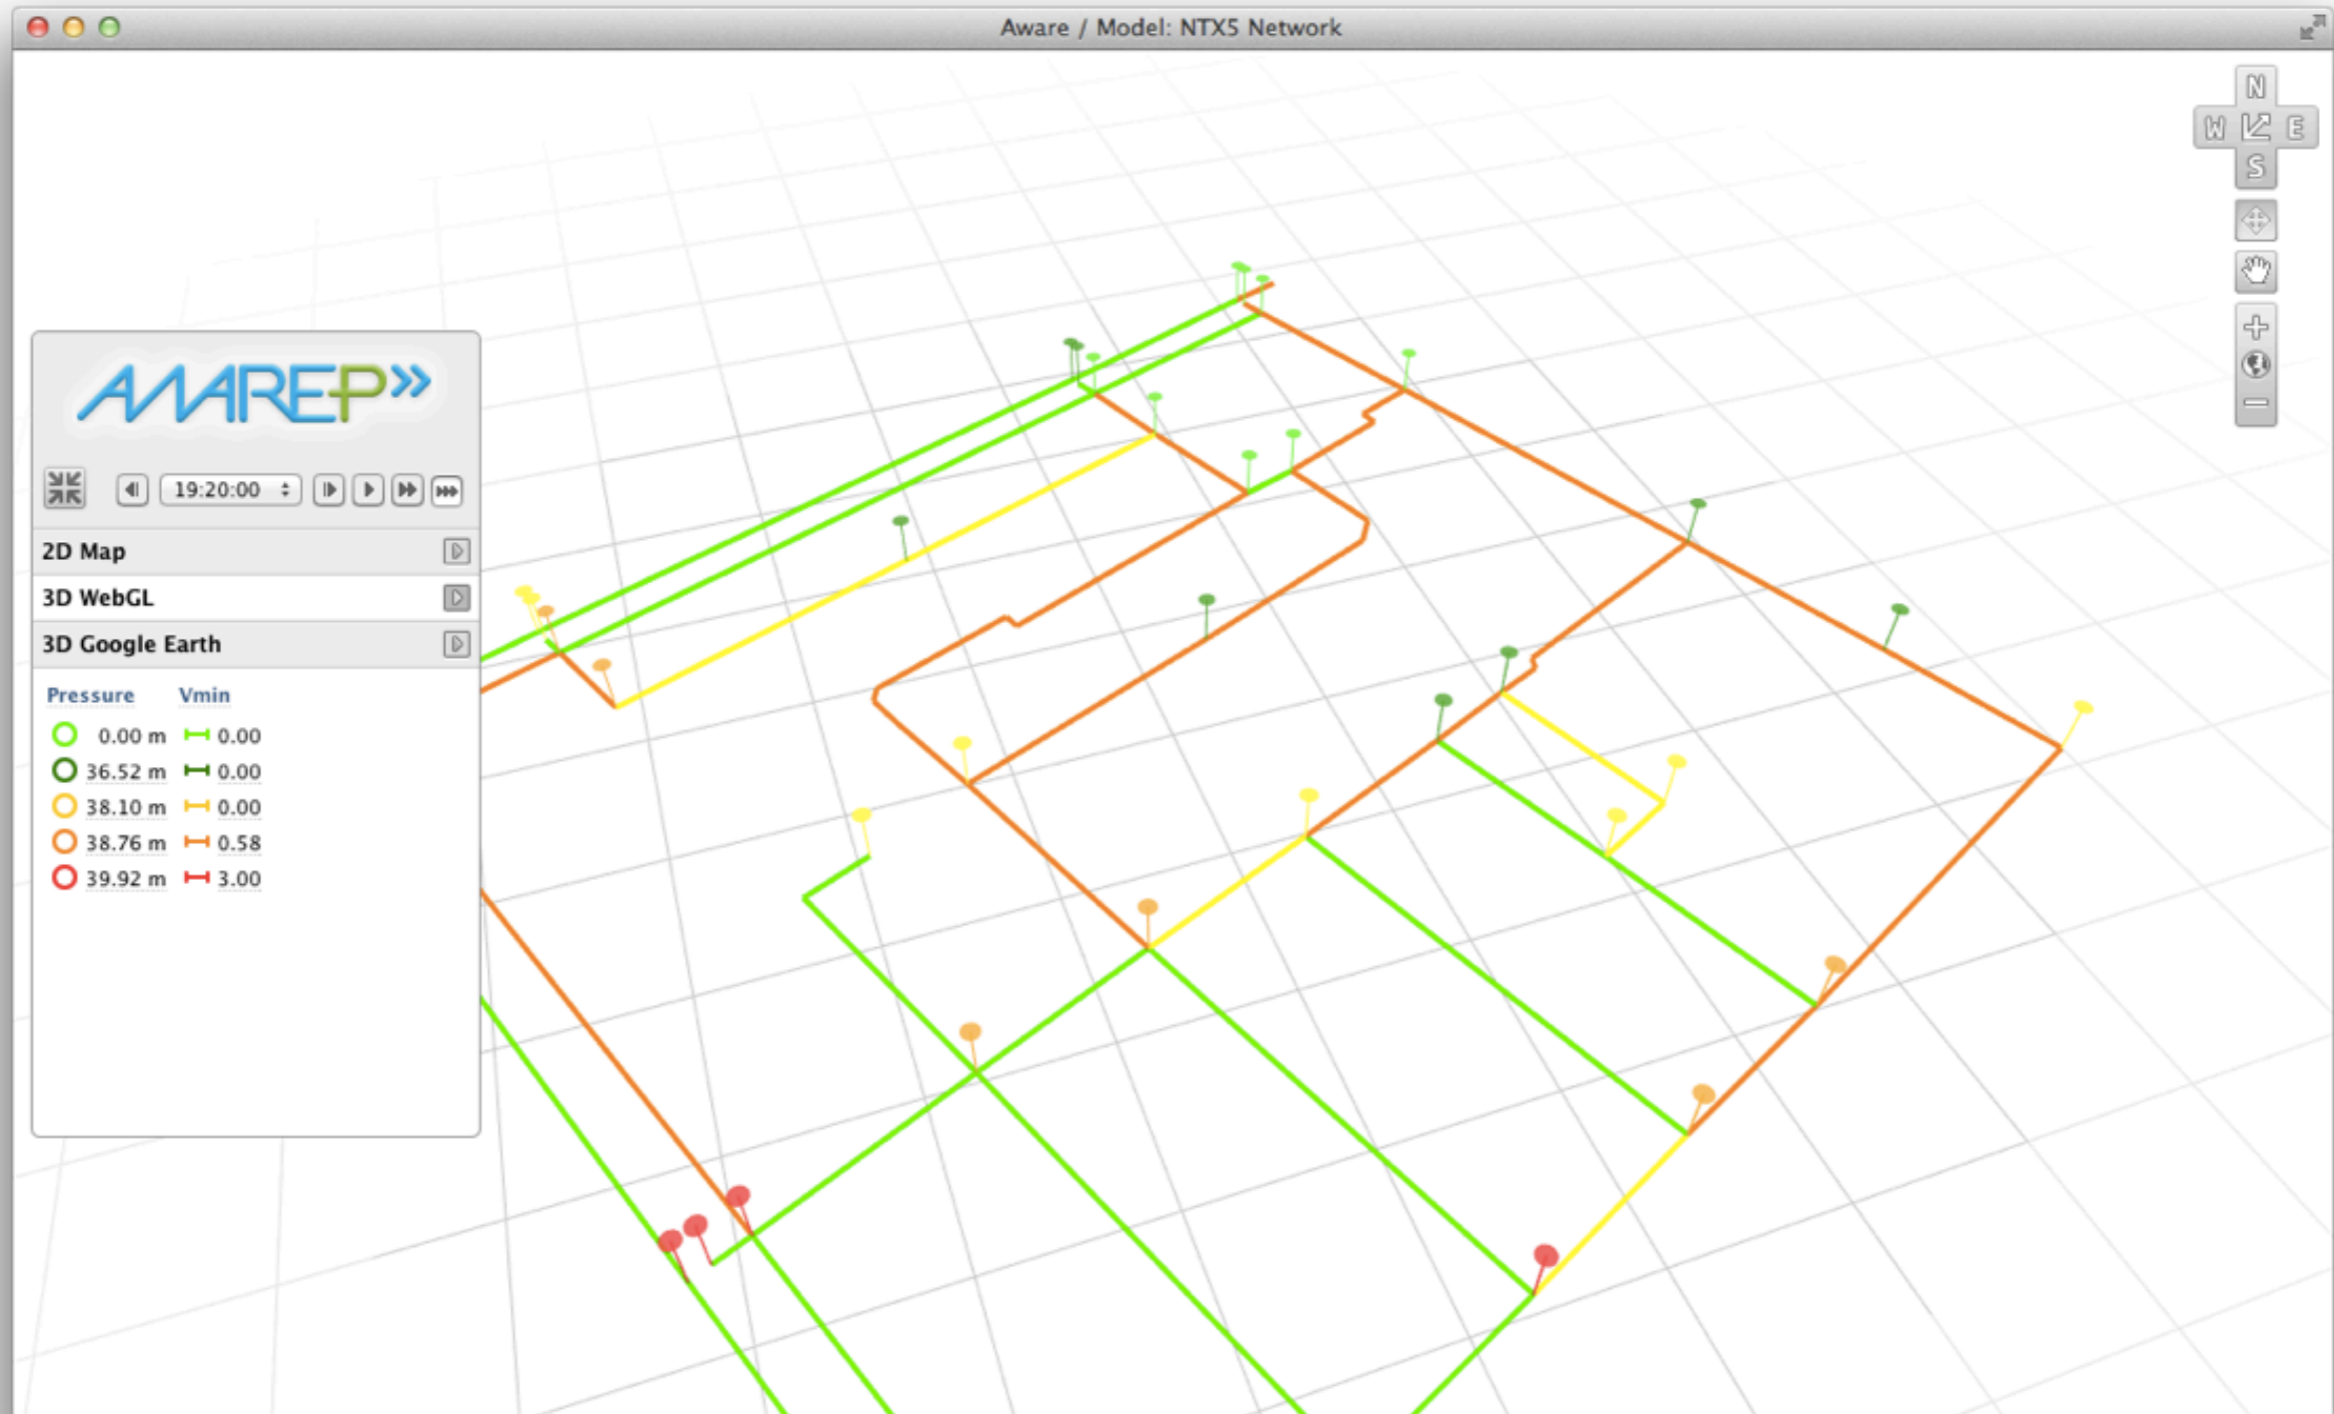 Aware / Model: NTX5 Network
N
W E
S
AWAREP
19:20:00
2D Map
3D WebGL
3D Google Earth
Pressure Vmin
0.00 m 0.00
36.52 m 0.00
38.10 m 0.00
38.76 m 0.58
39.92 m 3.00